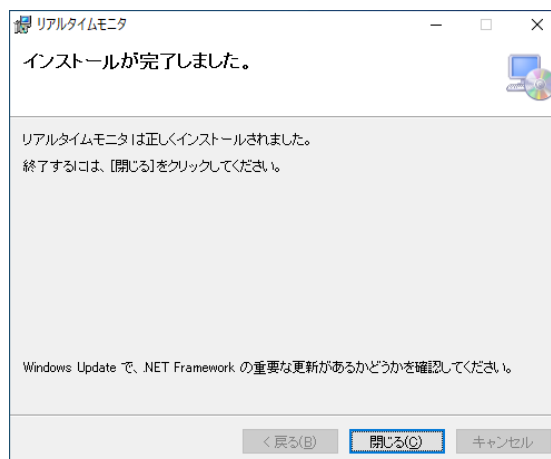 リアルタイムモニタ
インストールが完了しました。
リアルタイムモニタ は正しくインストールされました。
終了するには、[閉じる]をクリックしてください。
Windows Update で、.NET Framework の重要な更新があるかどうかを確認してください。
< 戻る(B) 閉じる(C) キャンセル